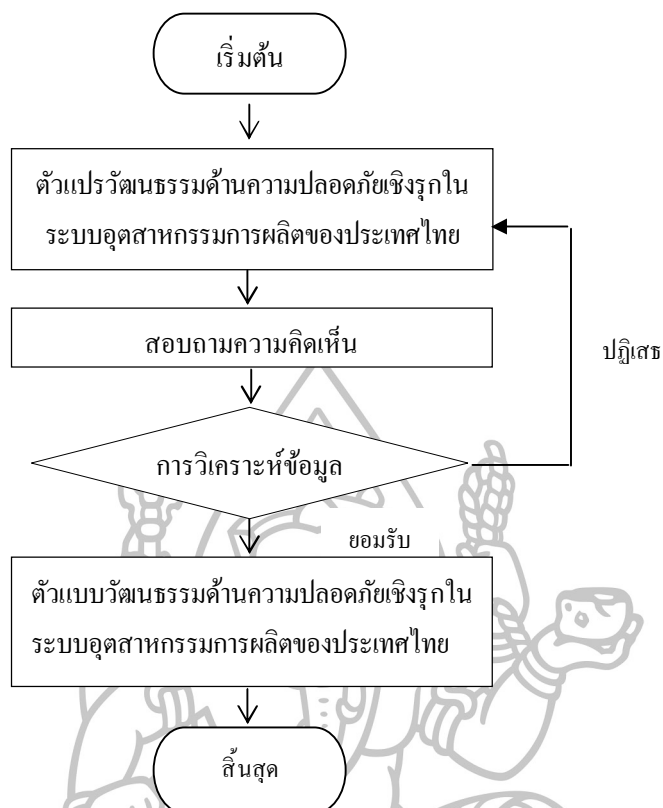 เริ่มต้น
ตัวแปรวัฒนธรรมด้านความปลอดภัยเชิงรุกใน
ระบบอุตสาหกรรมการผลิตของประเทศไทย
สอบถามความคิดเห็น
ปฏิเสธ
การวิเคราะห์ข้อมูล
ยอมรับ
ตัวแบบวัฒนธรรมด้านความปลอดภัยเชิงรุกใน
ระบบอุตสาหกรรมการผลิตของประเทศไทย
สิ้นสุด